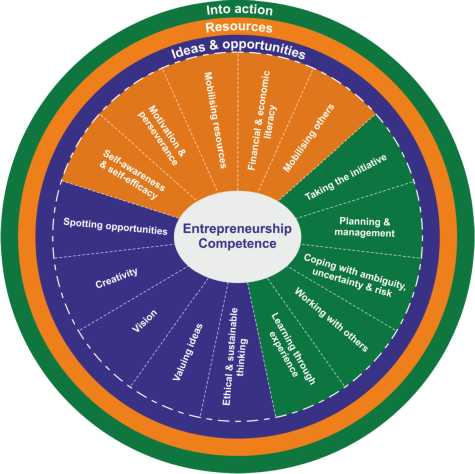 Into action
Resources
Ideas & opportunities
Self-awareness
& self-efficacy
Motivation &
perseverance
Mobilising resources
Financial & economic
literacy
Mobilising others
Taking the initiative
Planning &
management
Coping with ambiguity,
uncertainty & risk
Working with others
Learning through
experience
Ethical & sustainable
thinking
Valuing ideas
Vision
Creativity
Spotting opportunities
Entrepreneurship
Competence